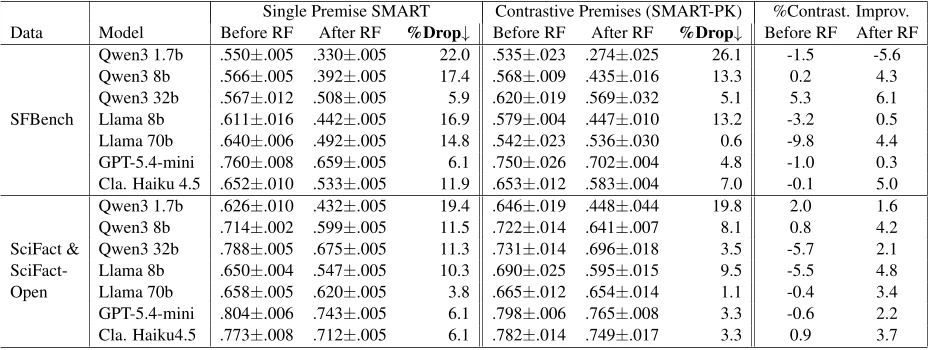 Single Premise SMART Contrastive Premises (SMART-PK) %Contrast. Improv.
Data Model Before RF After RF %Drop↓ Before RF After RF %Drop↓ Before RF After RF
Qwen3 1.7b .550±.005 .330±.005 22.0 .535±.023 .274±.025 26.1 -1.5 -5.6
Qwen3 8b .566±.005 .392±.005 17.4 .568±.009 .435±.016 13.3 0.2 4.3
Qwen3 32b .567±.012 .508±.005 5.9 .620±.019 .569±.032 5.1 5.3 6.1
SFBench Llama 8b .611±.016 .442±.005 16.9 .579±.004 .447±.010 13.2 -3.2 0.5
Llama 70b .640±.006 .492±.005 14.8 .542±.023 .536±.030 0.6 -9.8 4.4
GPT-5.4-mini .760±.008 .659±.005 6.1 .750±.026 .702±.004 4.8 -1.0 0.3
Cla. Haiku 4.5 .652±.010 .533±.005 11.9 .653±.012 .583±.004 7.0 -0.1 5.0
Qwen3 1.7b .626±.010 .432±.005 19.4 .646±.019 .448±.044 19.8 2.0 1.6
Qwen3 8b .714±.002 .599±.005 11.5 .722±.014 .641±.007 8.1 0.8 4.2
SciFact & Qwen3 32b .788±.005 .675±.005 11.3 .731±.014 .696±.018 3.5 -5.7 2.1
SciFact- Llama 8b .650±.004 .547±.005 10.3 .690±.025 .595±.015 9.5 -5.5 4.8
Open Llama 70b .658±.005 .620±.005 3.8 .665±.012 .654±.014 1.1 -0.4 3.4
GPT-5.4-mini .804±.006 .743±.005 6.1 .798±.006 .765±.008 3.3 -0.6 2.2
Cla. Haiku4.5 .773±.008 .712±.005 6.1 .782±.014 .749±.017 3.3 0.9 3.7